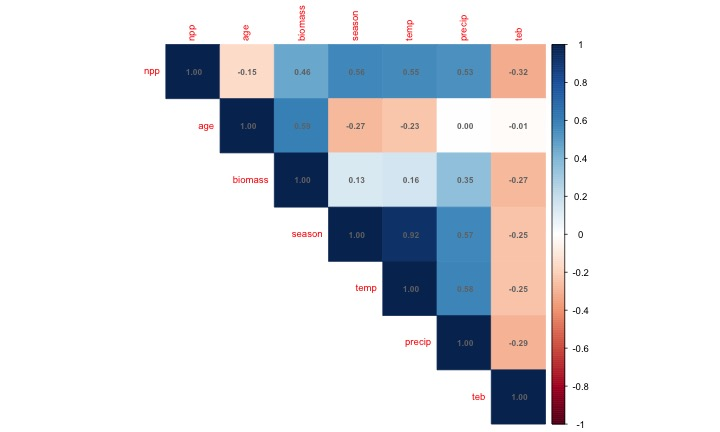 npp age biomass season temp precip teb
npp 1.00 -0.15 0.46 0.56 0.55 0.53 -0.32 1
age 1.00 0.59 -0.27 -0.23 0.00 -0.01 0.8
0.6
biomass 1.00 0.13 0.16 0.35 -0.27 0.4
0.2
season 1.00 0.92 0.57 -0.25 0
-0.2
temp 1.00 0.58 -0.25 -0.4
precip 1.00 -0.29 -0.6
-0.8
teb 1.00
-1